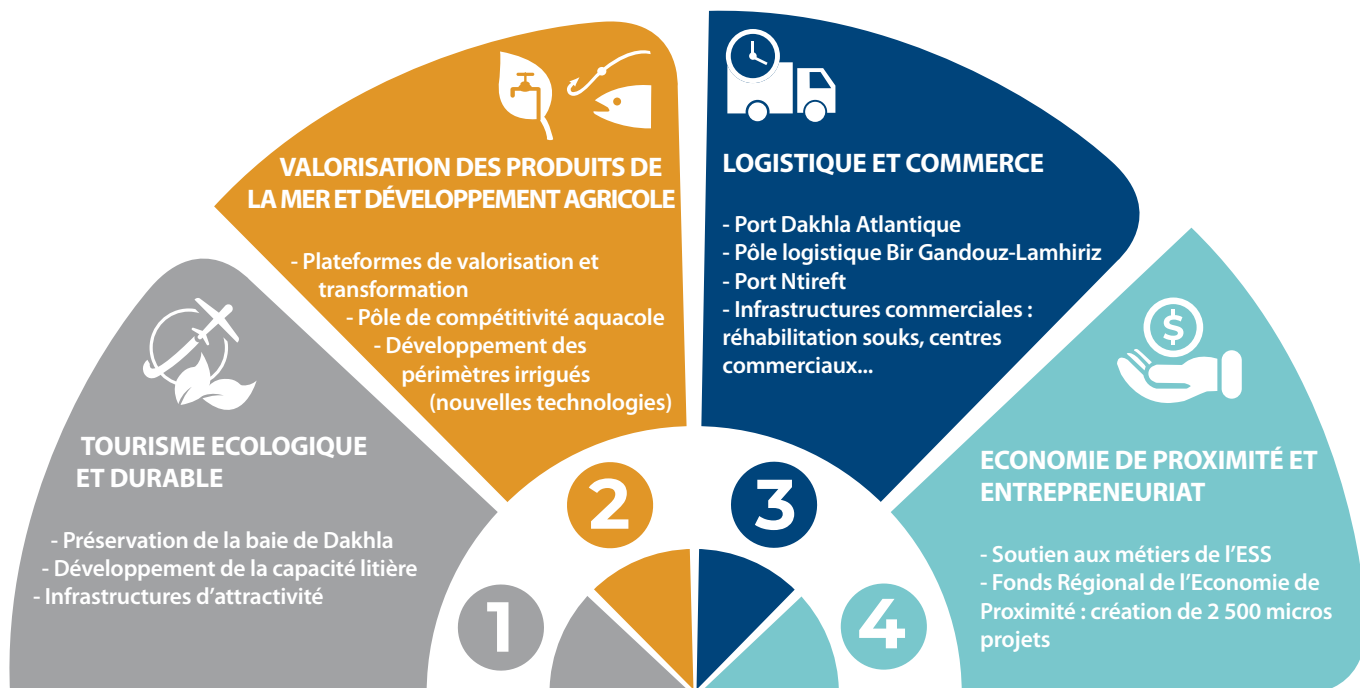 TOURISME ECOLOGIQUE
ET DURABLE
- Préservation de la baie de Dakhla
- Développement de la capacité litière
- Infrastructures d'attractivité
1
VALORISATION DES PRODUITS DE
LA MER ET DÉVELOPPEMENT AGRICOLE
- Plateformes de valorisation et
transformation
- Pôle de compétitivité aquacole
- Développement des
périmètres irrigués
(nouvelles technologies)
2
LOGISTIQUE ET COMMERCE
- Port Dakhla Atlantique
- Pôle logistique Bir Gandouz-Lamhiriz
- Port Ntireft
- Infrastructures commerciales :
réhabilitation souks, centres
commerciaux...
3
$
ECONOMIE DE PROXIMITÉ ET
ENTREPRENEURIAT
- Soutien aux métiers de l'ESS
- Fonds Régional de l'Economie de
Proximité : création de 2 500 micros
projets
4